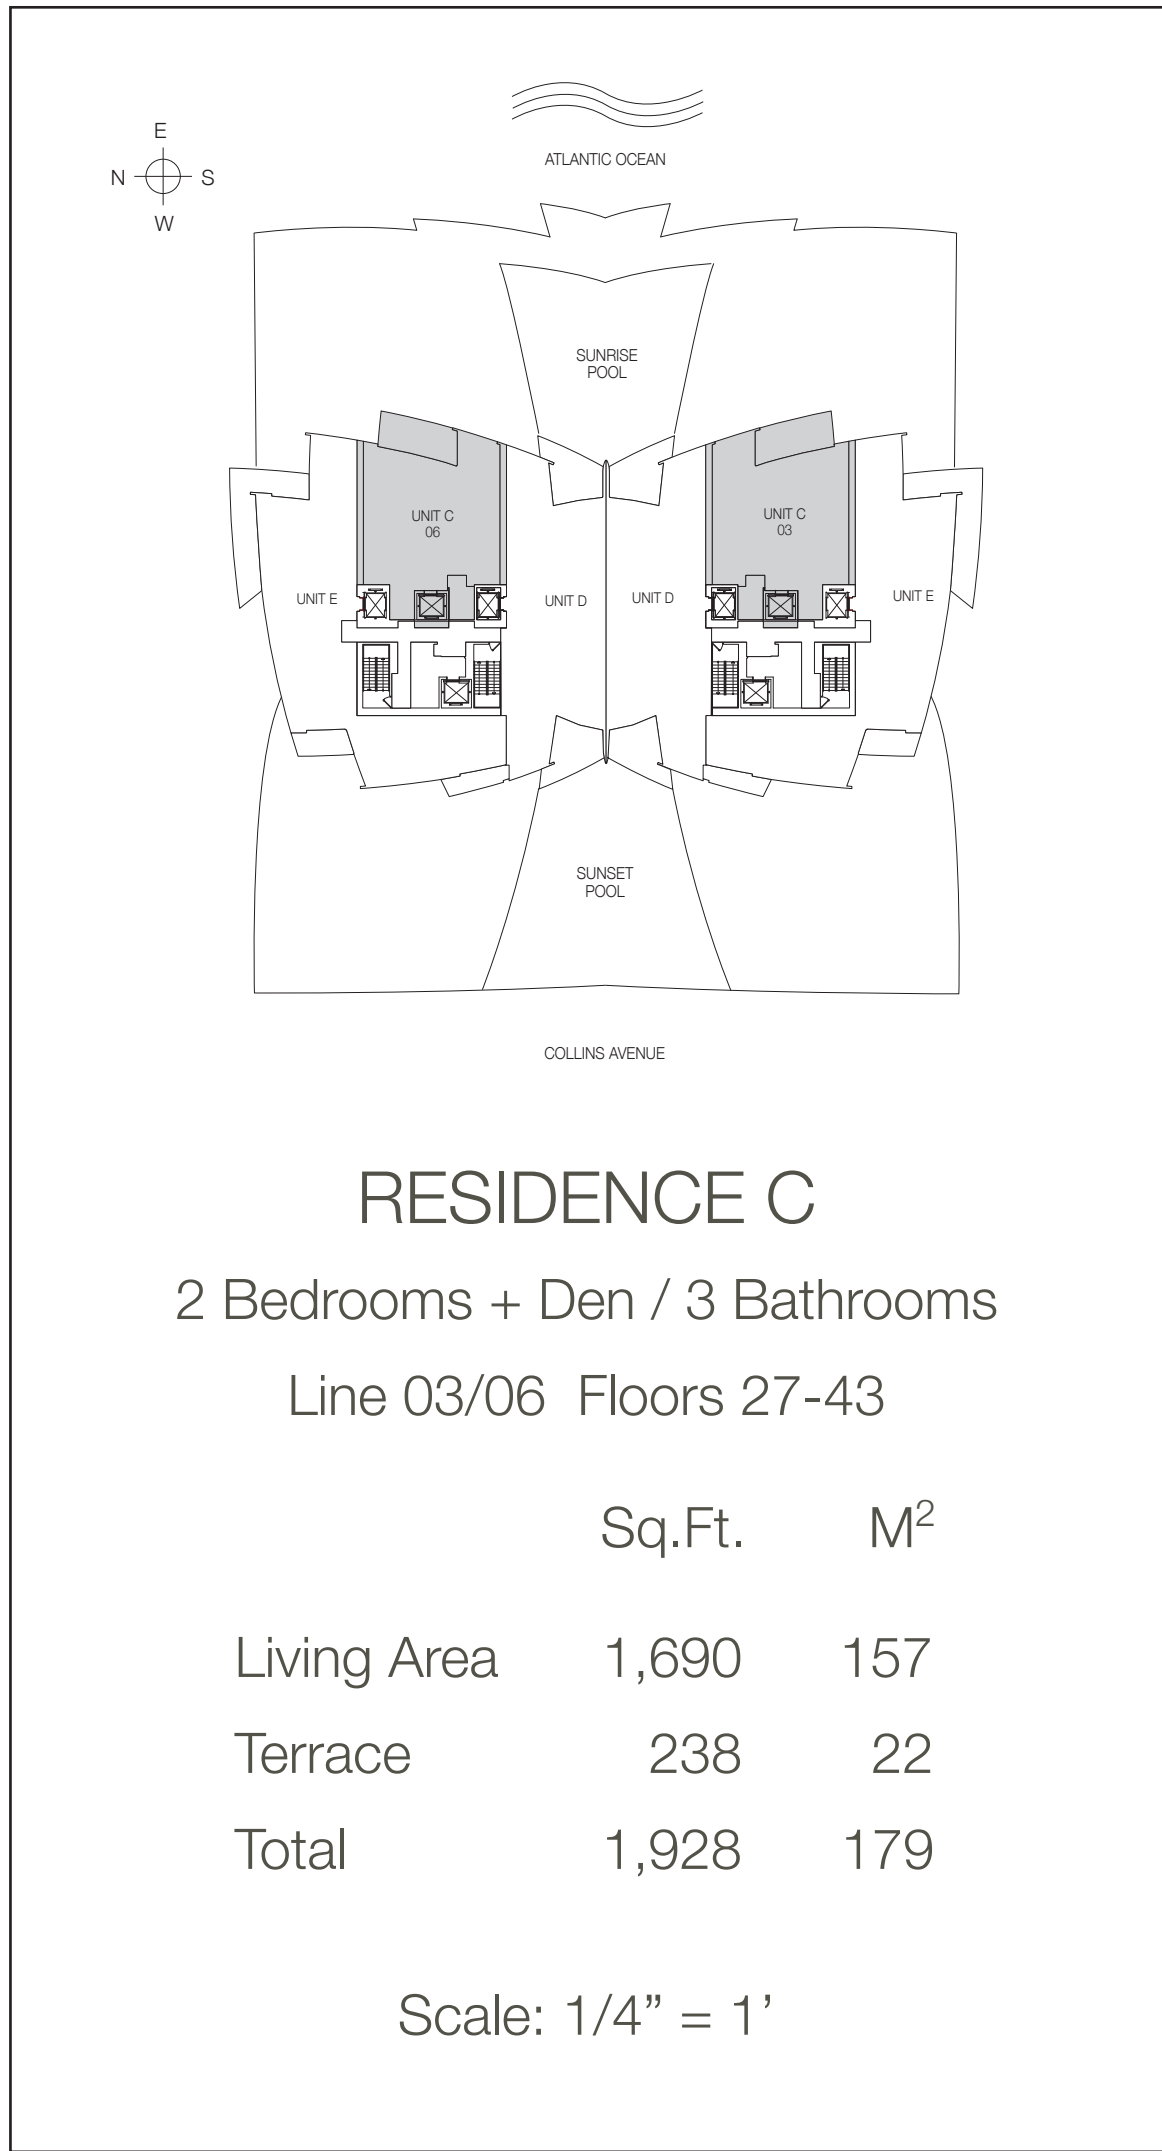 E
N S
W
ATLANTIC OCEAN
SUNRISE
POOL
UNIT C
06
UNIT C
03
UNIT E
UNIT D
UNIT D
UNIT E
SUNSET
POOL
COLLINS AVENUE
RESIDENCE C
2 Bedrooms + Den / 3 Bathrooms
Line 03/06 Floors 27-43
Sq.Ft. M²
Living Area 1,690 157
Terrace 238 22
Total 1,928 179
Scale: 1/4” = 1’